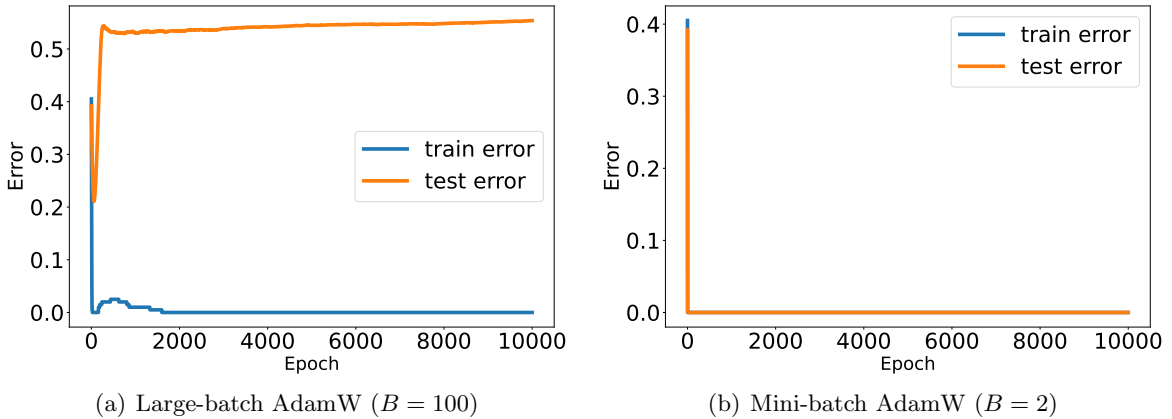 0.5
0.4
0.3
0.2
0.1
0.0
Error
train error
test error
0 2000 4000 6000 8000 10000
Epoch
(a) Large-batch AdamW (B = 100)
0.4
0.3
0.2
0.1
0.0
Error
train error
test error
0 2000 4000 6000 8000 10000
Epoch
(b) Mini-batch AdamW (B = 2)